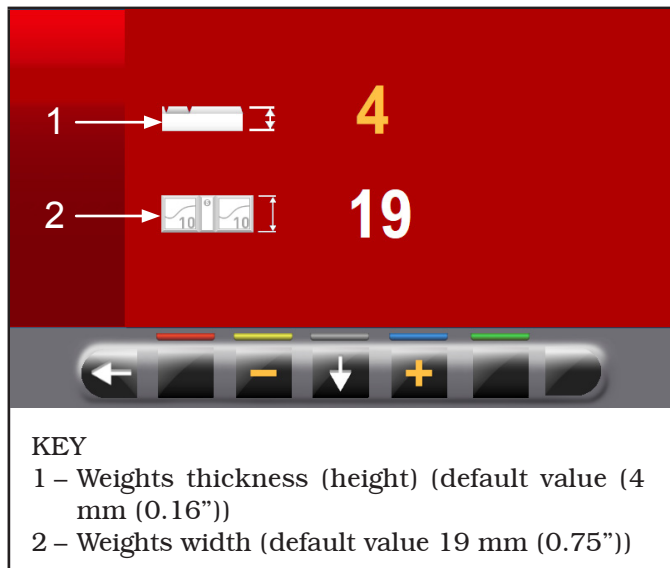 1
4
10
10
2
19
KEY
1 – Weights thickness (height) (default value (4
mm (0.16”))
2 – Weights width (default value 19 mm (0.75”))